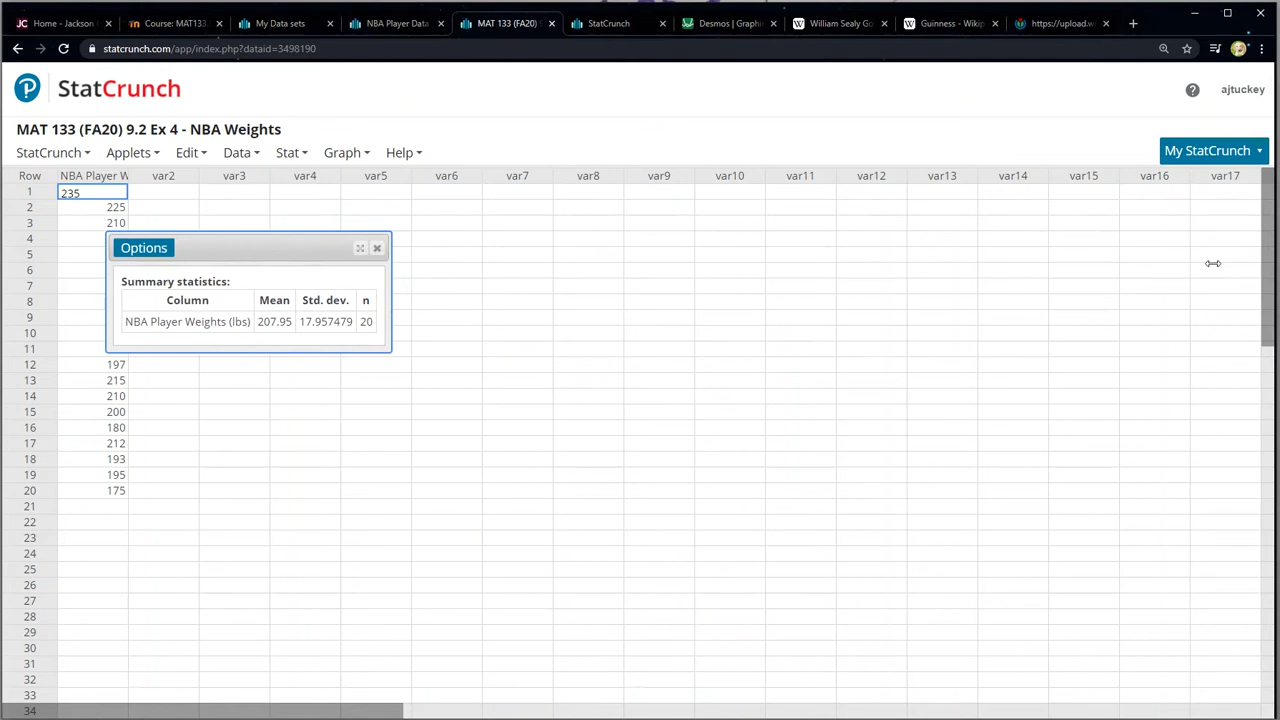 Home - Jackson
Course: MAT133.
My Data sets
NBA Player Data
MAT 133 (FA20) 9.2
StatCrunch
Desmos | Graphi
William Sealy Go
Guinness - Wikip
https://upload.wi
statcrunch.com/app/index.php?dataid=3498190
StatCrunch
ajtuckey
MAT 133 (FA20) 9.2 Ex 4 - NBA Weights
StatCrunch Applets Edit Data Stat Graph Help
My StatCrunch
Row NBA Player W var2 var3 var4 var5 var6 var7 var8 var9 var10 var11 var12 var13 var14 var15 var16 var17
1 235
2 225
3 210
4
5
6
7
8
9
10
11
12 197
13 215
14 210
15 200
16 180
17 212
18 193
19 195
20 175
21
22
23
24
25
26
27
28
29
30
31
32
33
34
Options
Summary statistics:
Column Mean Std. dev. n
NBA Player Weights (lbs) 207.95 17.957479 20